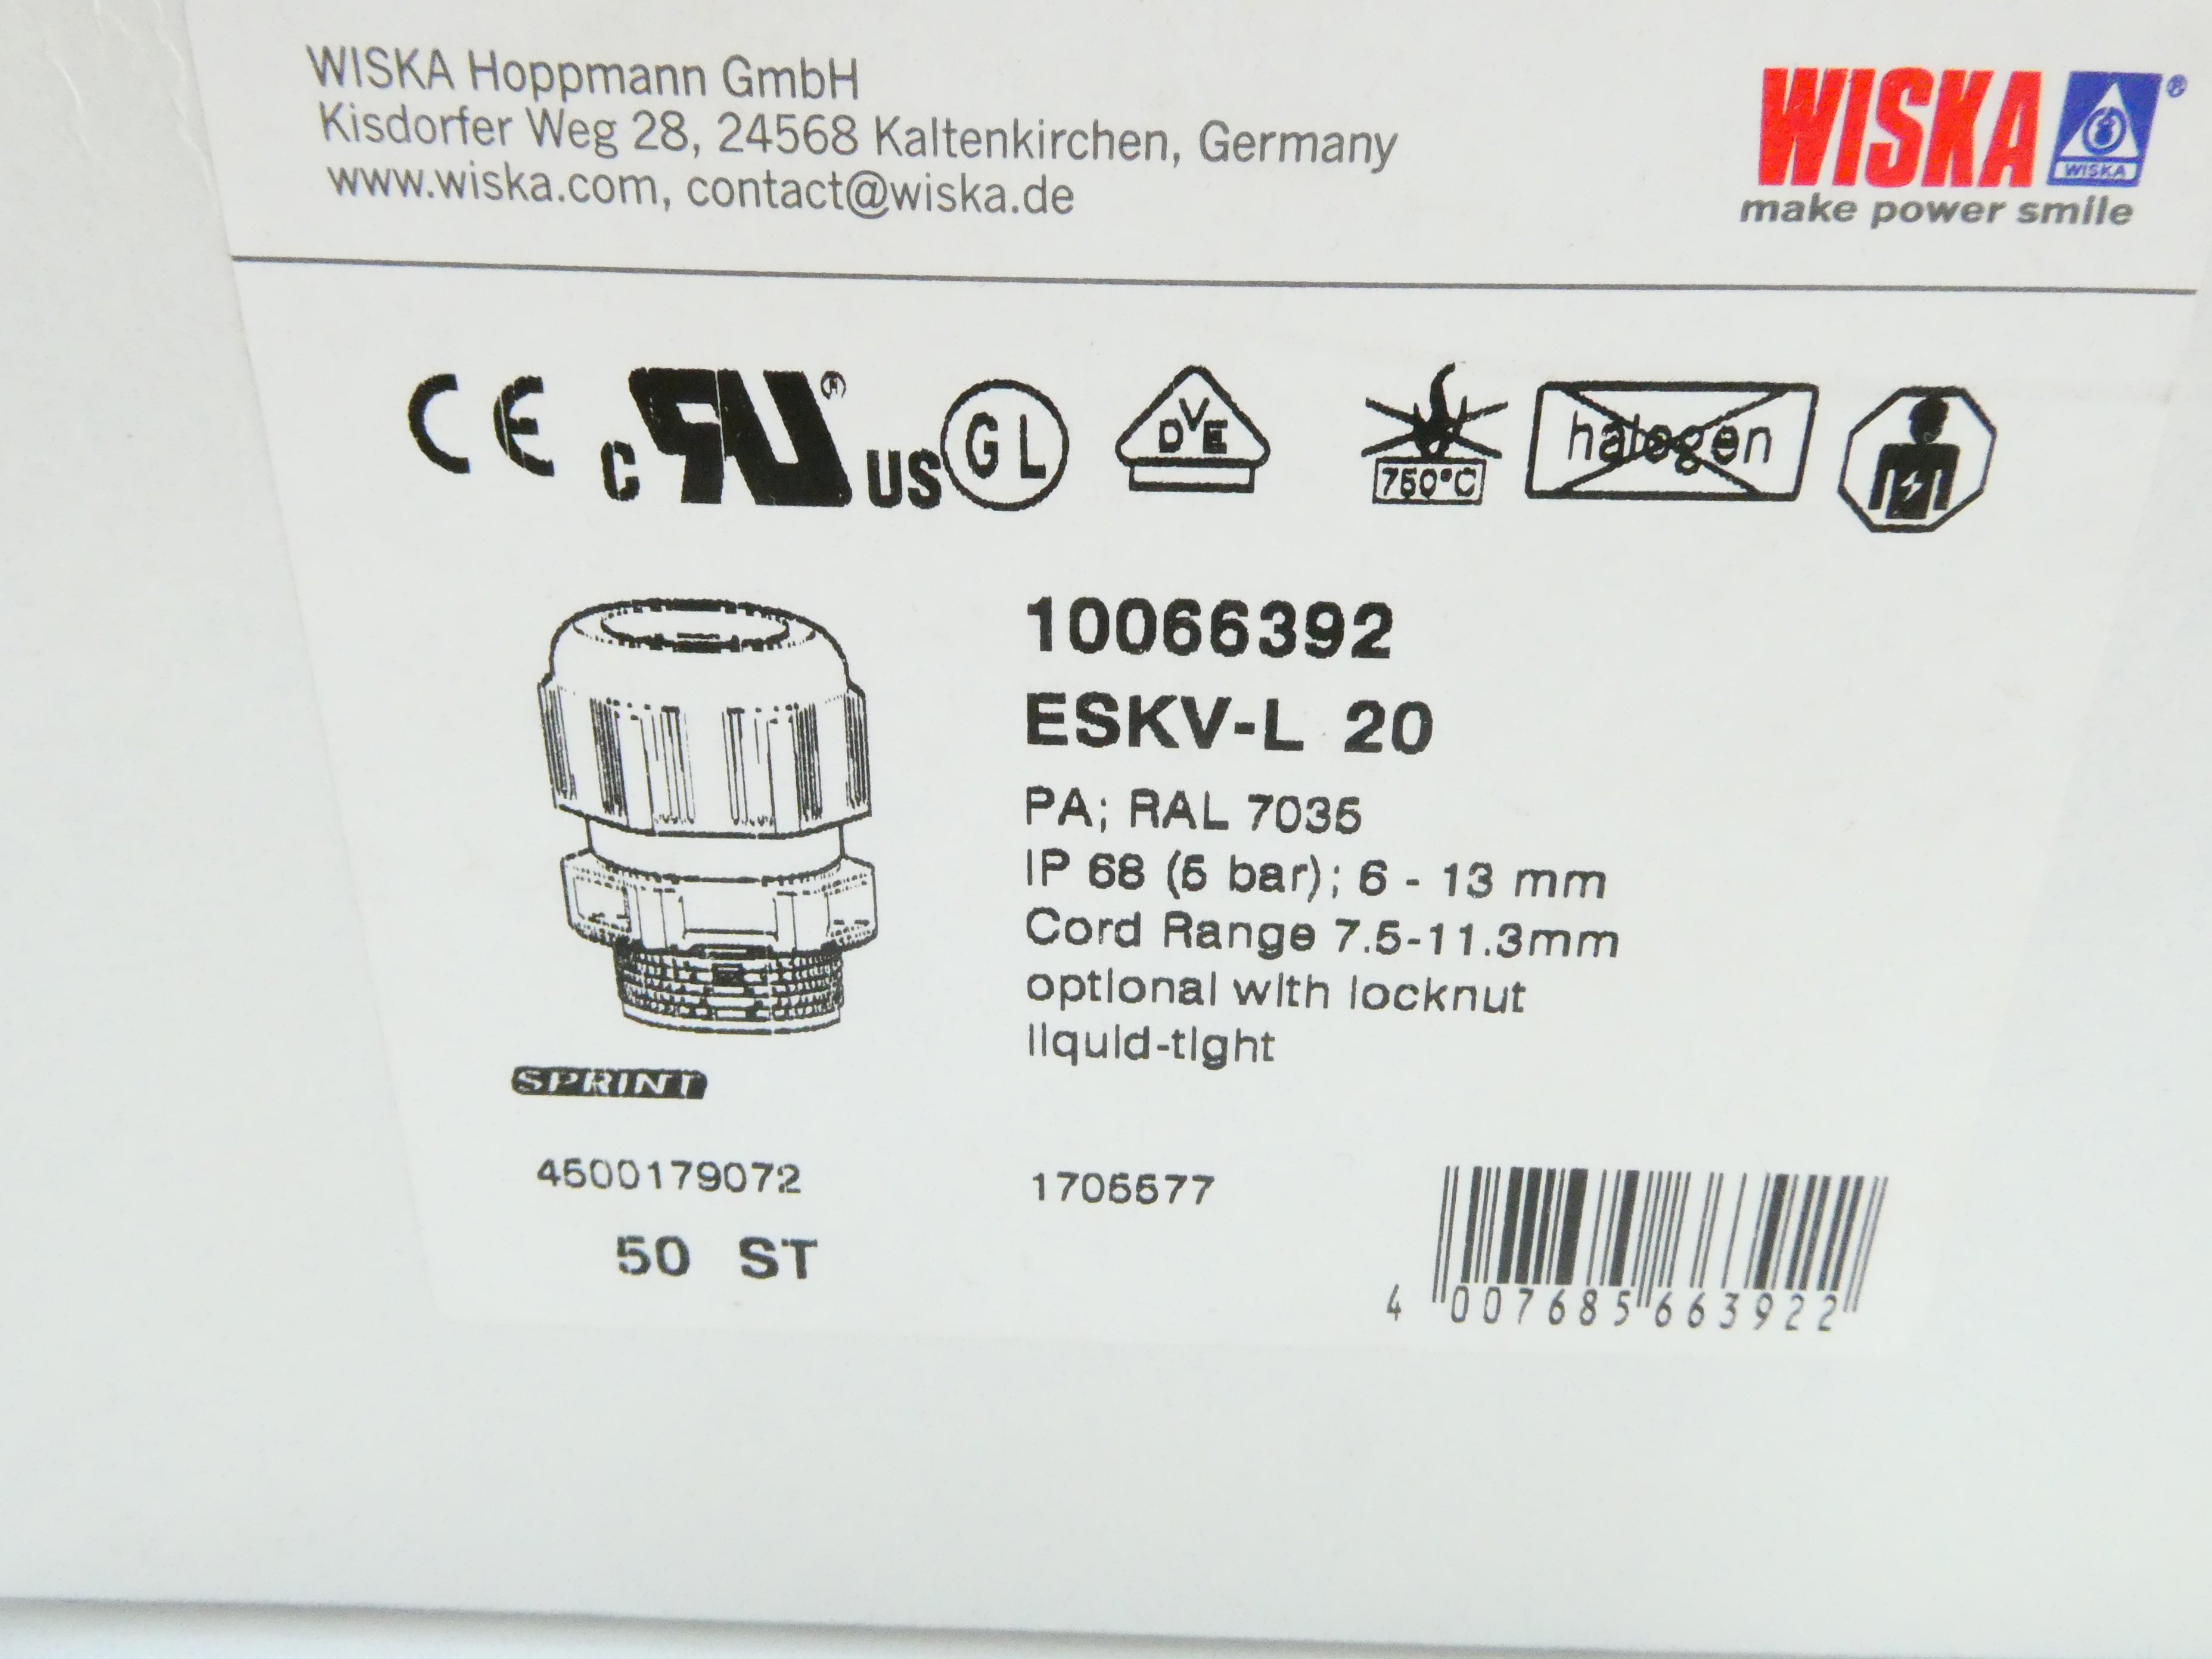 WISKA Hoppmann GmbH
Kisdorfer Weg 28, 24568 Kaltenkirchen, Germany
www.wiska.com, contact@wiska.de
WISKA ®
WISKA
make power smile
CE
c RU ® US
GL
DVE
750°C
halogen
10066392
ESKV-L 20
PA; RAL 7035
IP 68 (5 bar); 6 - 13 mm
Cord Range 7.5-11.3mm
optional with locknut
liquid-tight
SPRINT
4500179072
1705577
50 ST
4 007685 663922